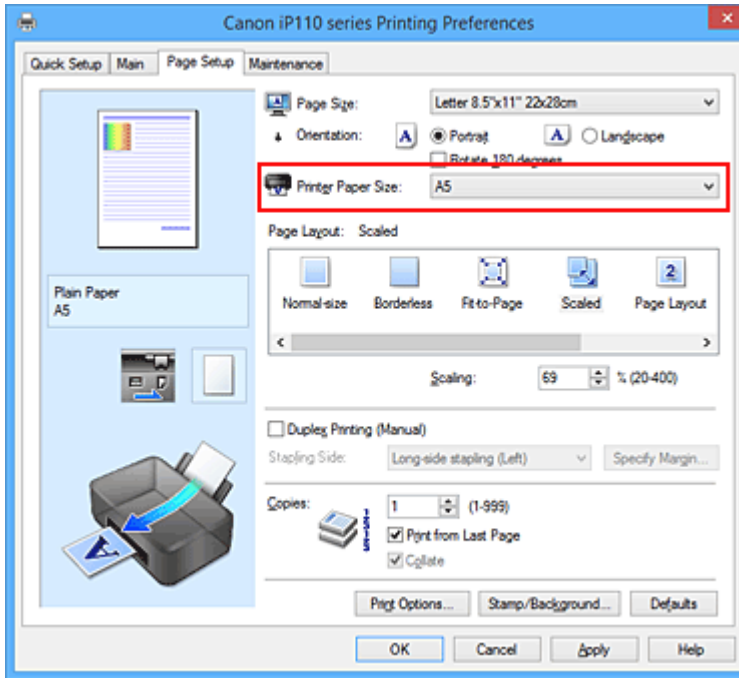 Canon iP110 series Printing Preferences
Quick Setup Main Page Setup Maintenance
Page Size: Letter 8.5"x11" 22x28cm
Orientation: A Portrait A Landscape
Rotate 180 degrees
Printer Paper Size: A5
Page Layout: Scaled
Normal-size Borderless Fit-to-Page Scaled 2 Page Layout
Plain Paper
A5
Scaling: 69 % (20-400)
Duplex Printing (Manual)
Stapling Side: Long-side stapling (Left) Specify Margin...
Copies: 1 (1-999)
Print from Last Page
Collate
A
Print Options... Stamp/Background... Defaults
OK Cancel Apply Help